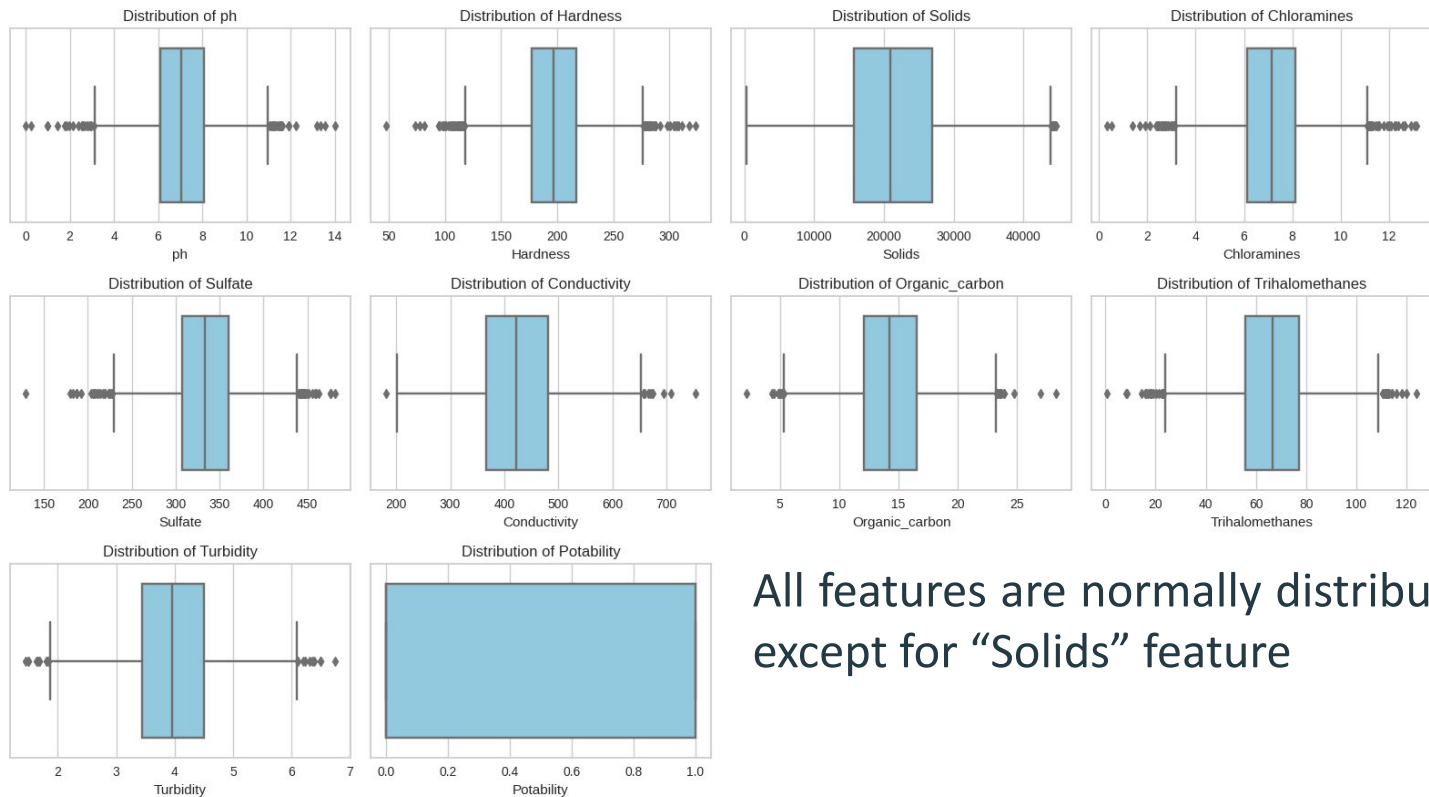 Distribution of ph
Distribution of Hardness
Distribution of Solids
Distribution of Chloramines
0 2 4 6 8 10 12 14
50 100 150 200 250 300
0 10000 20000 30000 40000
0 2 4 6 8 10 12
ph
Hardness
Solids
Chloramines
Distribution of Sulfate
Distribution of Conductivity
Distribution of Organic_carbon
Distribution of Trihalomethanes
150 200 250 300 350 400 450
200 300 400 500 600 700
5 10 15 20 25
0 20 40 60 80 100 120
Sulfate
Conductivity
Organic_carbon
Trihalomethanes
Distribution of Turbidity
Distribution of Potability
2 3 4 5 6 7
0.0 0.2 0.4 0.6 0.8 1.0
Turbidity
Potability
All features are normally distribu
except for “Solids” feature